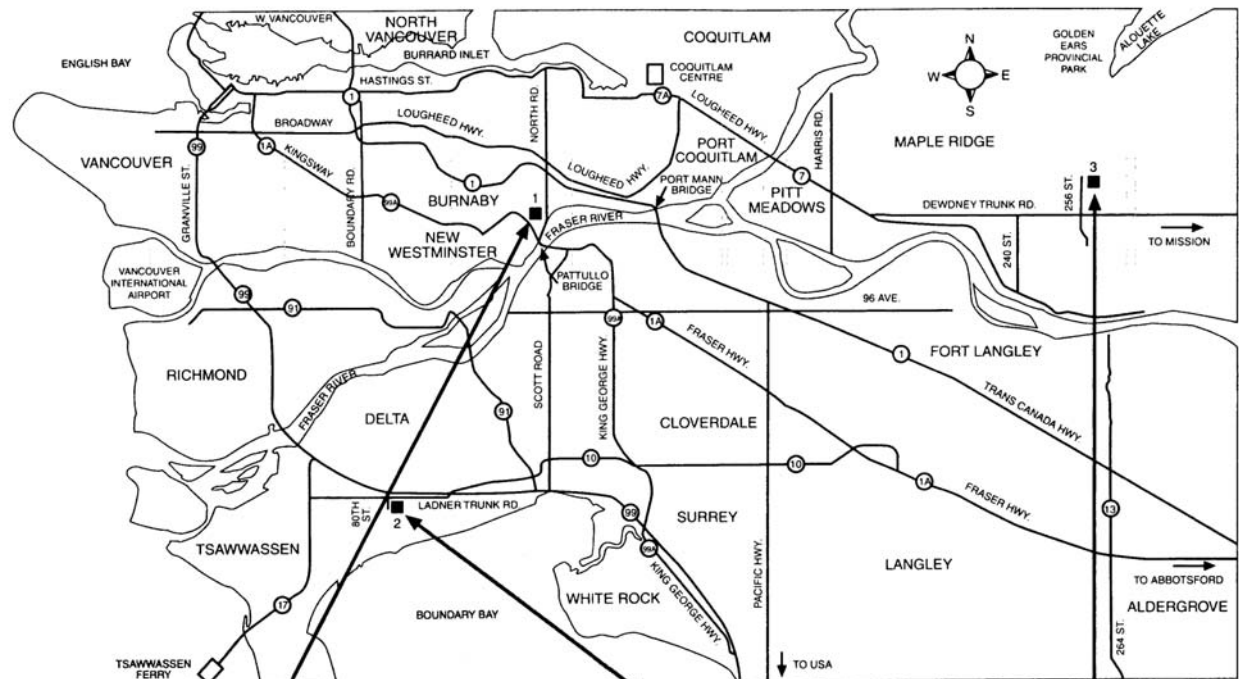 W. VANCOUVER
NORTH
VANCOUVER
BURRARD INLET
ENGLISH BAY
HASTINGS ST.
COQUITLAM
COQUITLAM
CENTRE
7A
GOLDEN
EARS
PROVINCIAL
PARK
ALOUETTE
LAKE
N
W
E
S
1
BROADWAY
LOUGHEED HWY.
NORTH RD.
LOUGHEED HWY.
HARRIS RD.
MAPLE RIDGE
VANCOUVER
99
1A
KINGSWAY
GRANVILLE ST.
BOUNDARY RD.
1
BURNABY
99A
LOUGHEED HWY.
PORT
COQUITLAM
PORT MANN
BRIDGE
7
PITT
MEADOWS
3
256 ST.
DEWDNEY TRUNK RD.
1
NEW
WESTMINSTER
FRASER RIVER
240 ST.
TO MISSION
VANCOUVER
INTERNATIONAL
AIRPORT
PATTULLO
BRIDGE
99
91
96 AVE.
99A
1A
FRASER HWY.
1
FORT LANGLEY
TRANS CANADA HWY.
RICHMOND
FRASER RIVER
DELTA
91
SCOTT ROAD
KING GEORGE HWY.
CLOVERDALE
10
10
1A
FRASER HWY.
80TH
ST.
2
LADNER TRUNK RD.
99
SURREY
13
TSAWWASSEN
99A
KING GEORGE HWY.
PACIFIC HWY.
LANGLEY
TO ABBOTSFORD
ALDERGROVE
WHITE ROCK
17
BOUNDARY BAY
264 ST.
TSAWWASSEN
FERRY
TO USA